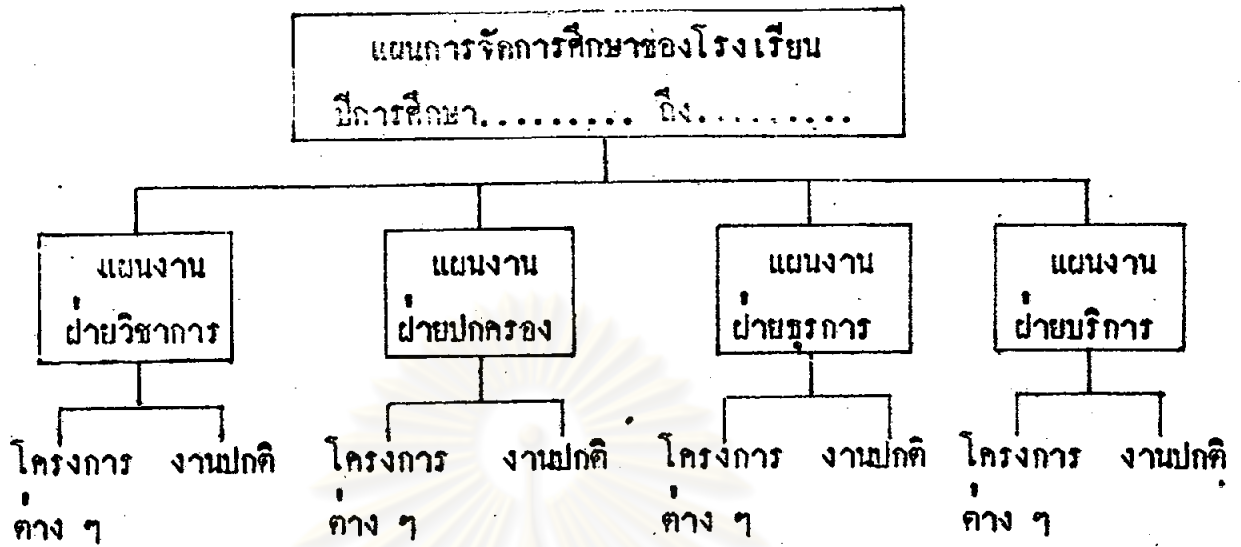 แผนการจัดการศึกษาของโรงเรียน
ปีการศึกษา......... ถึง.........
แผนงาน
ฝ่ายวิชาการ
แผนงาน
ฝ่ายปกครอง
แผนงาน
ฝ่ายธุรการ
แผนงาน
ฝ่ายบริการ
โครงการ
ต่าง ๆ
งานปกติ
โครงการ
ต่าง ๆ
งานปกติ
โครงการ
ต่าง ๆ
งานปกติ
โครงการ
ต่าง ๆ
งานปกติ